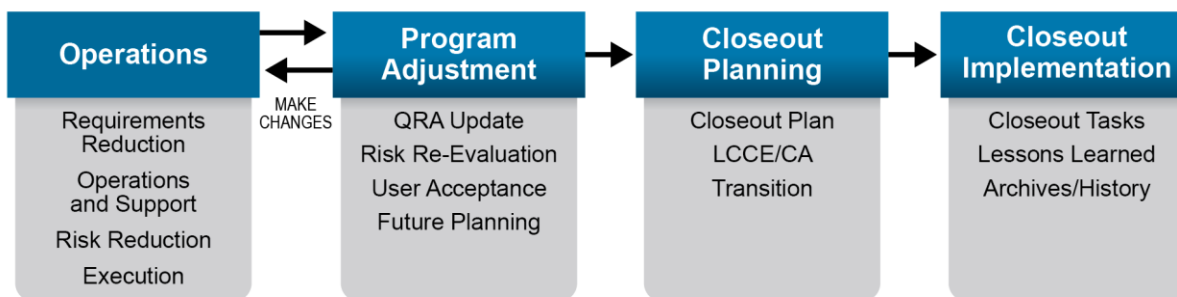 Operations
Requirements
Reduction
Operations
and Support
Risk Reduction
Execution
MAKE
CHANGES
Program
Adjustment
QRA Update
Risk Re-Evaluation
User Acceptance
Future Planning
Closeout
Planning
Closeout Plan
LCCE/CA
Transition
Closeout
Implementation
Closeout Tasks
Lessons Learned
Archives/History